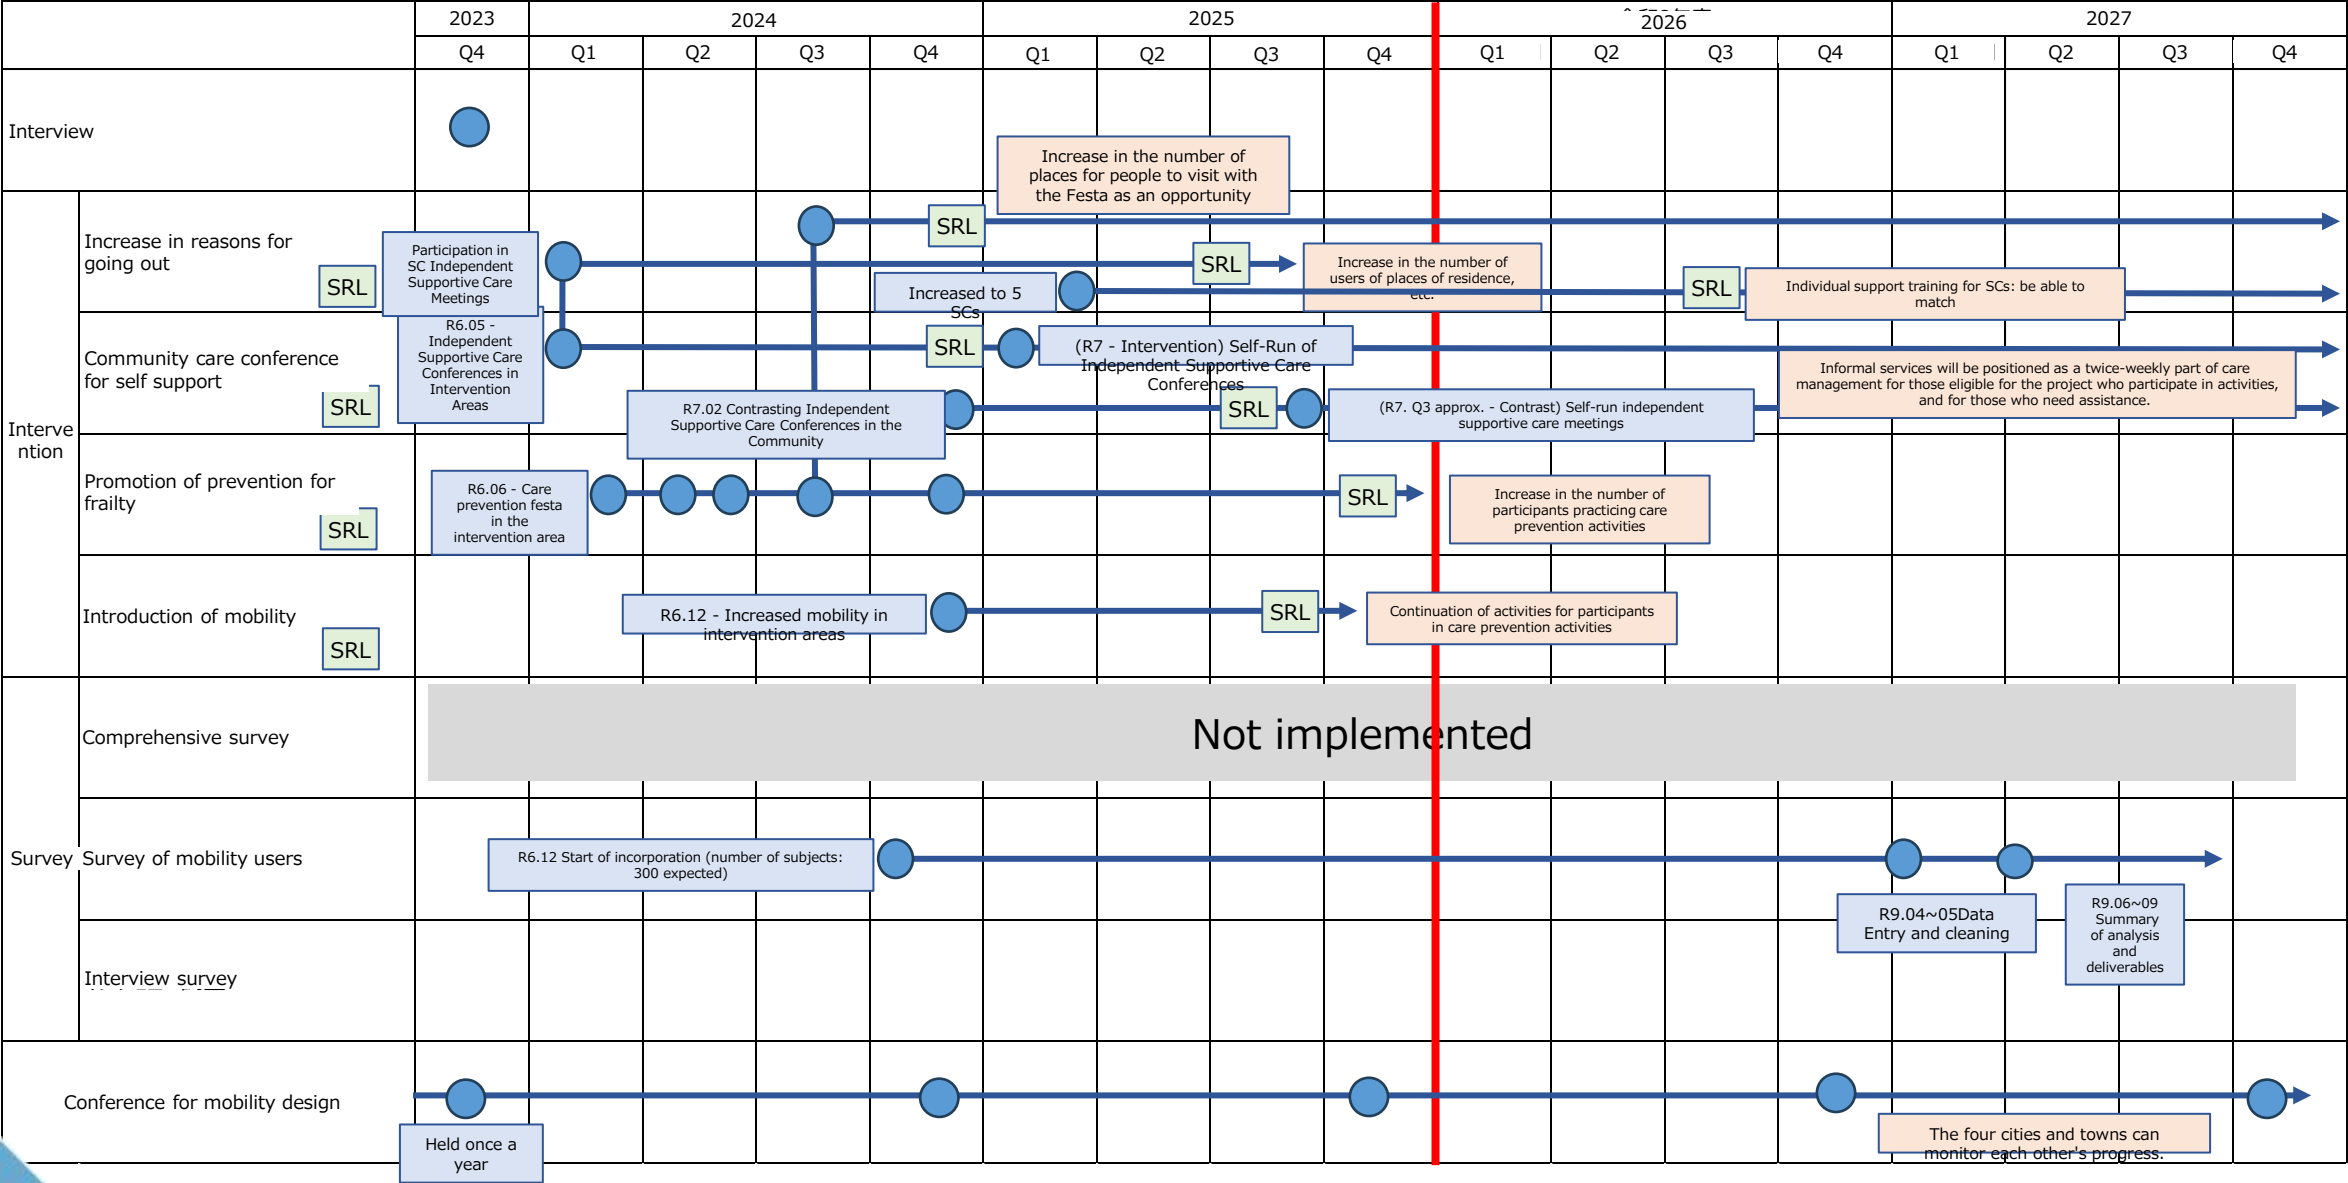 2023
2024
2025
2026
2027
Q4
Q1
Q2
Q3
Q4
Q1
Q2
Q3
Q4
Q1
Q2
Q3
Q4
Q1
Q2
Q3
Q4
Interview
Increase in the number of
places for people to visit with
the Festa as an opportunity
Interve
ntion
Increase in reasons for
going out
SRL
Participation in
SC Independent
Supportive Care
Meetings
SRL
SRL
Increased to 5
SCs
Increase in the number of
users of places of residence,
etc.
SRL
Individual support training for SCs: be able to
match
Community care conference
for self support
SRL
R6.05 -
Independent
Supportive Care
Conferences in
Intervention
Areas
SRL
(R7 - Intervention) Self-Run of
Independent Supportive Care
Conferences
Informal services will be positioned as a twice-weekly part of care
management for those eligible for the project who participate in activities,
and for those who need assistance.
R7.02 Contrasting Independent
Supportive Care Conferences in the
Community
SRL
(R7. Q3 approx. - Contrast) Self-run independent
supportive care meetings
Promotion of prevention for
frailty
SRL
R6.06 - Care
prevention festa
in the
intervention area
SRL
Increase in the number of
participants practicing care
prevention activities
Introduction of mobility
SRL
R6.12 - Increased mobility in
intervention areas
SRL
Continuation of activities for participants
in care prevention activities
Survey
Comprehensive survey
Not implemented
Survey of mobility users
R6.12 Start of incorporation (number of subjects:
300 expected)
R9.04~05Data
Entry and cleaning
R9.06~09
Summary
of analysis
and
deliverables
Interview survey
Conference for mobility design
Held once a
year
The four cities and towns can
monitor each other's progress.